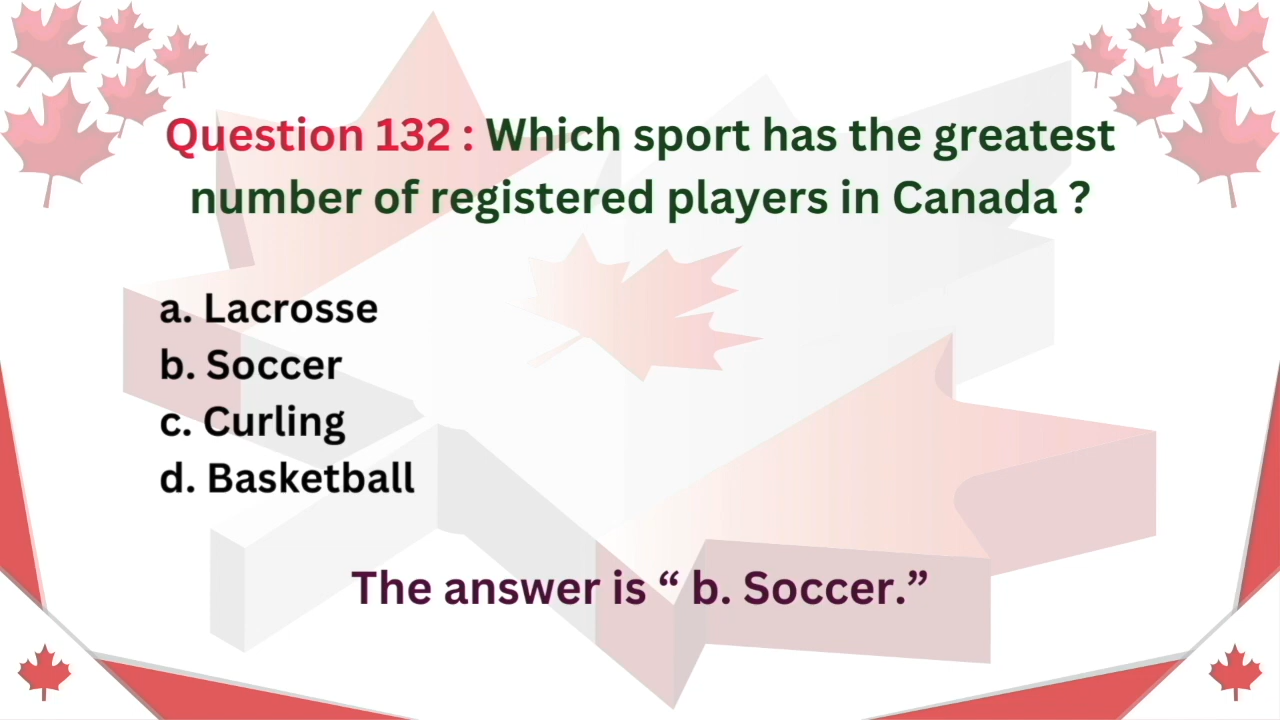 Question 132 : Which sport has the greatest
number of registered players in Canada ?
a. Lacrosse
b. Soccer
c. Curling
d. Basketball
The answer is “ b. Soccer.”